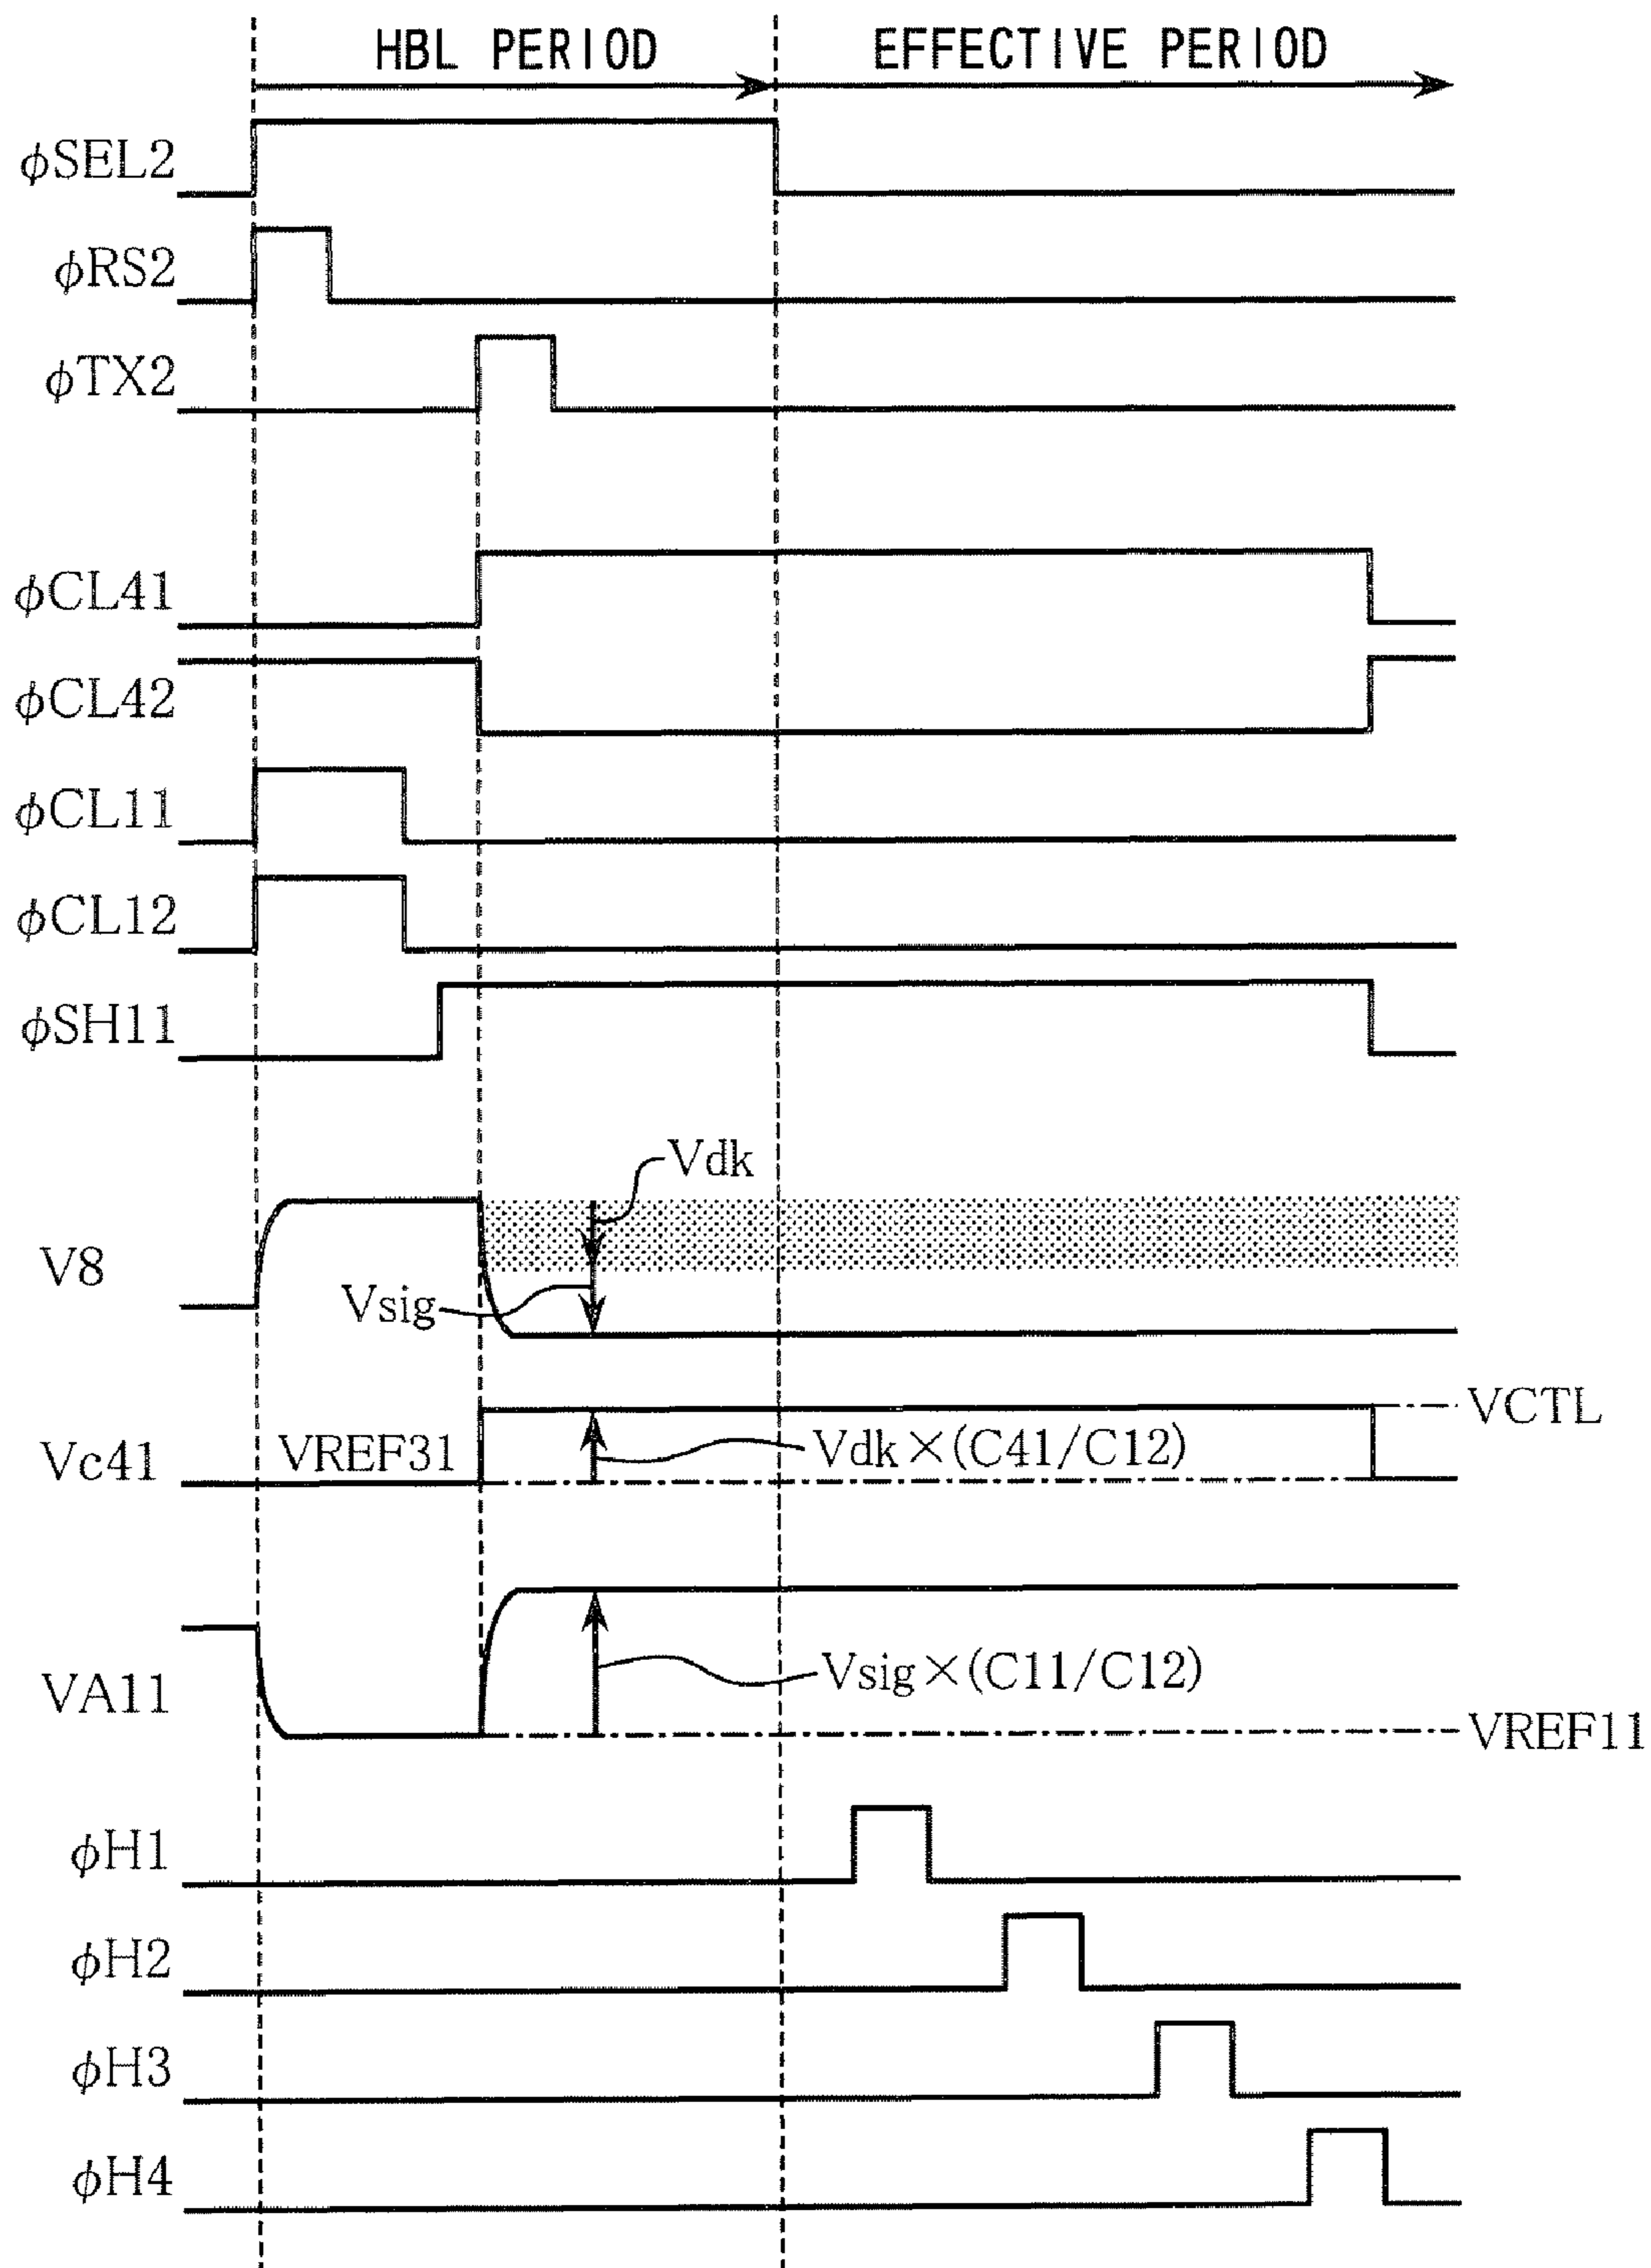 HBL PERIOD EFFECTIVE PERIOD
ϕSEL2
ϕRS2
ϕTX2
ϕCL41
ϕCL42
ϕCL11
ϕCL12
ϕSH11
Vdk
V8
Vsig
VCTL
Vc41 VREF31 Vdk×(C41/C12)
VA11 Vsig×(C11/C12)
VREF11
ϕH1
ϕH2
ϕH3
ϕH4